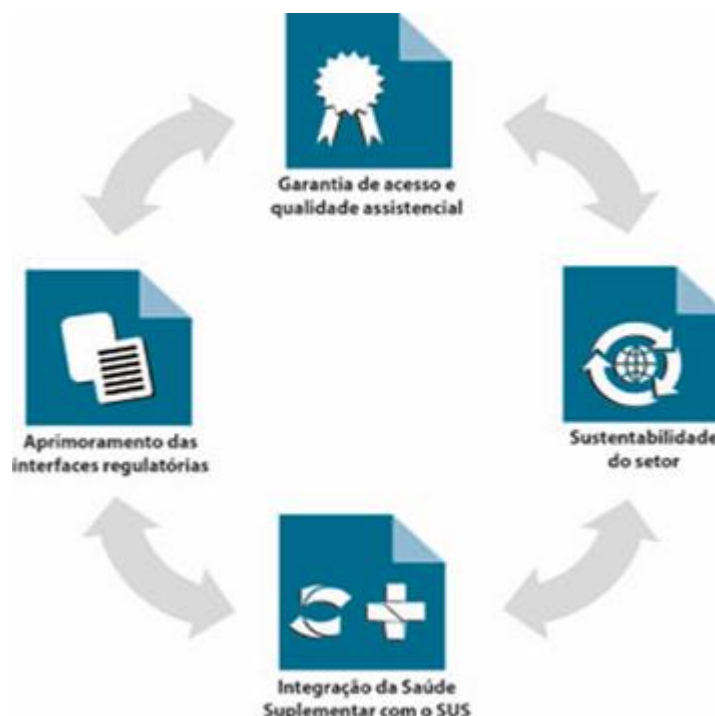 Garantia de acesso e
qualidade assistencial
Aprimoramento das
interfaces regulatórias
Sustentabilidade
do setor
Integração da Saúde
Suplementar com o SUS